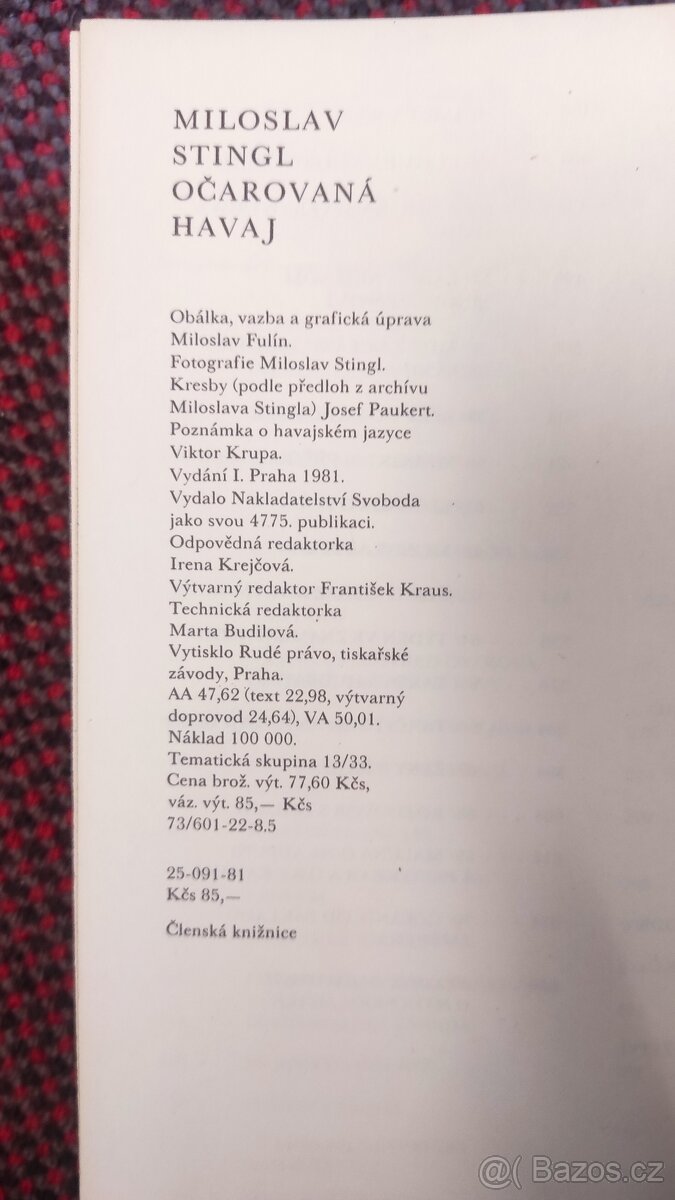 MILOSLAV
STINGL
OČAROVANÁ
HAVAJ
Obálka, vazba a grafická úprava
Miloslav Fulín.
Fotografie Miloslav Stingl.
Kresby (podle předloh z archívu
Miloslava Stingla) Josef Paukert.
Poznámka o havajském jazyce
Viktor Krupa.
Vydání I. Praha 1981.
Vydalo Nakladatelství Svoboda
jako svou 4775. publikaci.
Odpovědná redaktorka
Irena Krejčová.
Výtvarný redaktor František Kraus.
Technická redaktorka
Marta Budilová.
Vytisklo Rudé právo, tiskařské
závody, Praha.
AA 47,62 (text 22,98, výtvarný
doprovod 24,64), VA 50,01.
Náklad 100 000.
Tematická skupina 13/33.
Cena brož. výt. 77,60 Kčs,
váz. výt. 85,— Kčs
73/601-22-8.5
25-091-81
Kčs 85,—
Členská knižnice
@( Bazos.cz